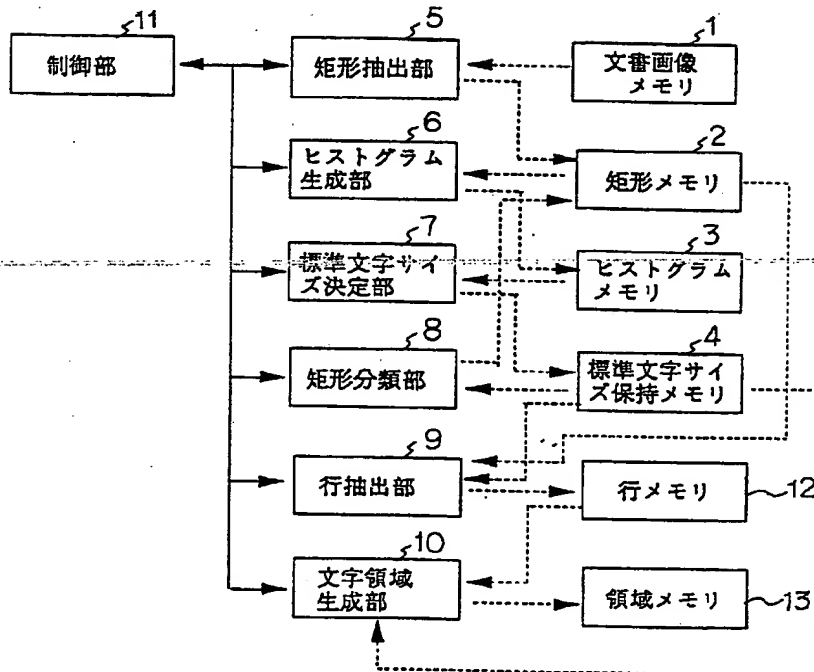 11
制御部
5
矩形抽出部
1
文書画像
メモリ
6
ヒストグラム
生成部
2
矩形メモリ
7
標準文字サイ
ズ決定部
3
ヒストグラム
メモリ
8
矩形分類部
4
標準文字サイ
ズ保持メモリ
9
行抽出部
行メモリ
12
10
文字領域
生成部
領域メモリ
13